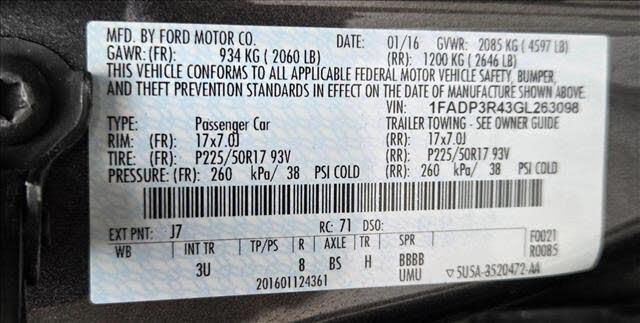 MFD. BY FORD MOTOR CO. DATE: 01/16 GVWR: 2085 KG (4597 LB)
GAWR: (FR): 934 KG (2060 LB) RR): 1200 KG (2646 LB)
THIS VEHICLE CONFORMS TO ALL APPLICABLE FEDERAL MOTOR VEHICLE SAFETY, BUMPER,
AND THEFT PREVENTION STANDARDS IN EFFECT ON THE DATE OF MANUFACTURE SHOWN ABOVE.
VIN: 1FADP3R43GL263098
TYPE: Passenger Car TRAILER TOWING - SEE OWNER GUIDE
RIM: (FR): 17x7.0J (RR): 17x7.0J
TIRE: (FR): P225/50R17 93V (RR): P225/50R17 93V
PRESSURE: (FR): 260 kPa/ 38 PSI COLD (RR): 260 kPa/ 38 PSI COLD
EXT PNT: J7 RC: 71 DSO: F0021
WB INT TR TP/PS R AXLE TR SPR R0085
3U 8 BS H BBBB
201601124361 UMU ▽ 5U5A-3520472-AA